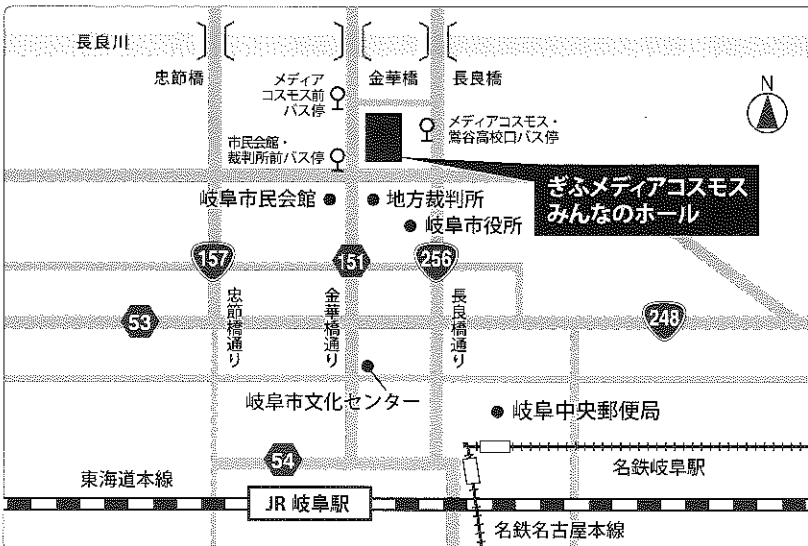 長良川
忠節橋
金華橋
長良橋
N
メディア
コスモス前
バス停
メディアコスモス・
鶯谷高校口バス停
市民会館・
裁判所前バス停
ぎふメディアコスモス
みんなのホール
岐阜市民会館
地方裁判所
岐阜市役所
157
151
256
忠節橋通り
金華橋通り
長良橋通り
53
248
岐阜市文化センター
岐阜中央郵便局
54
名鉄岐阜駅
東海道本線
JR 岐阜駅
名鉄名古屋本線